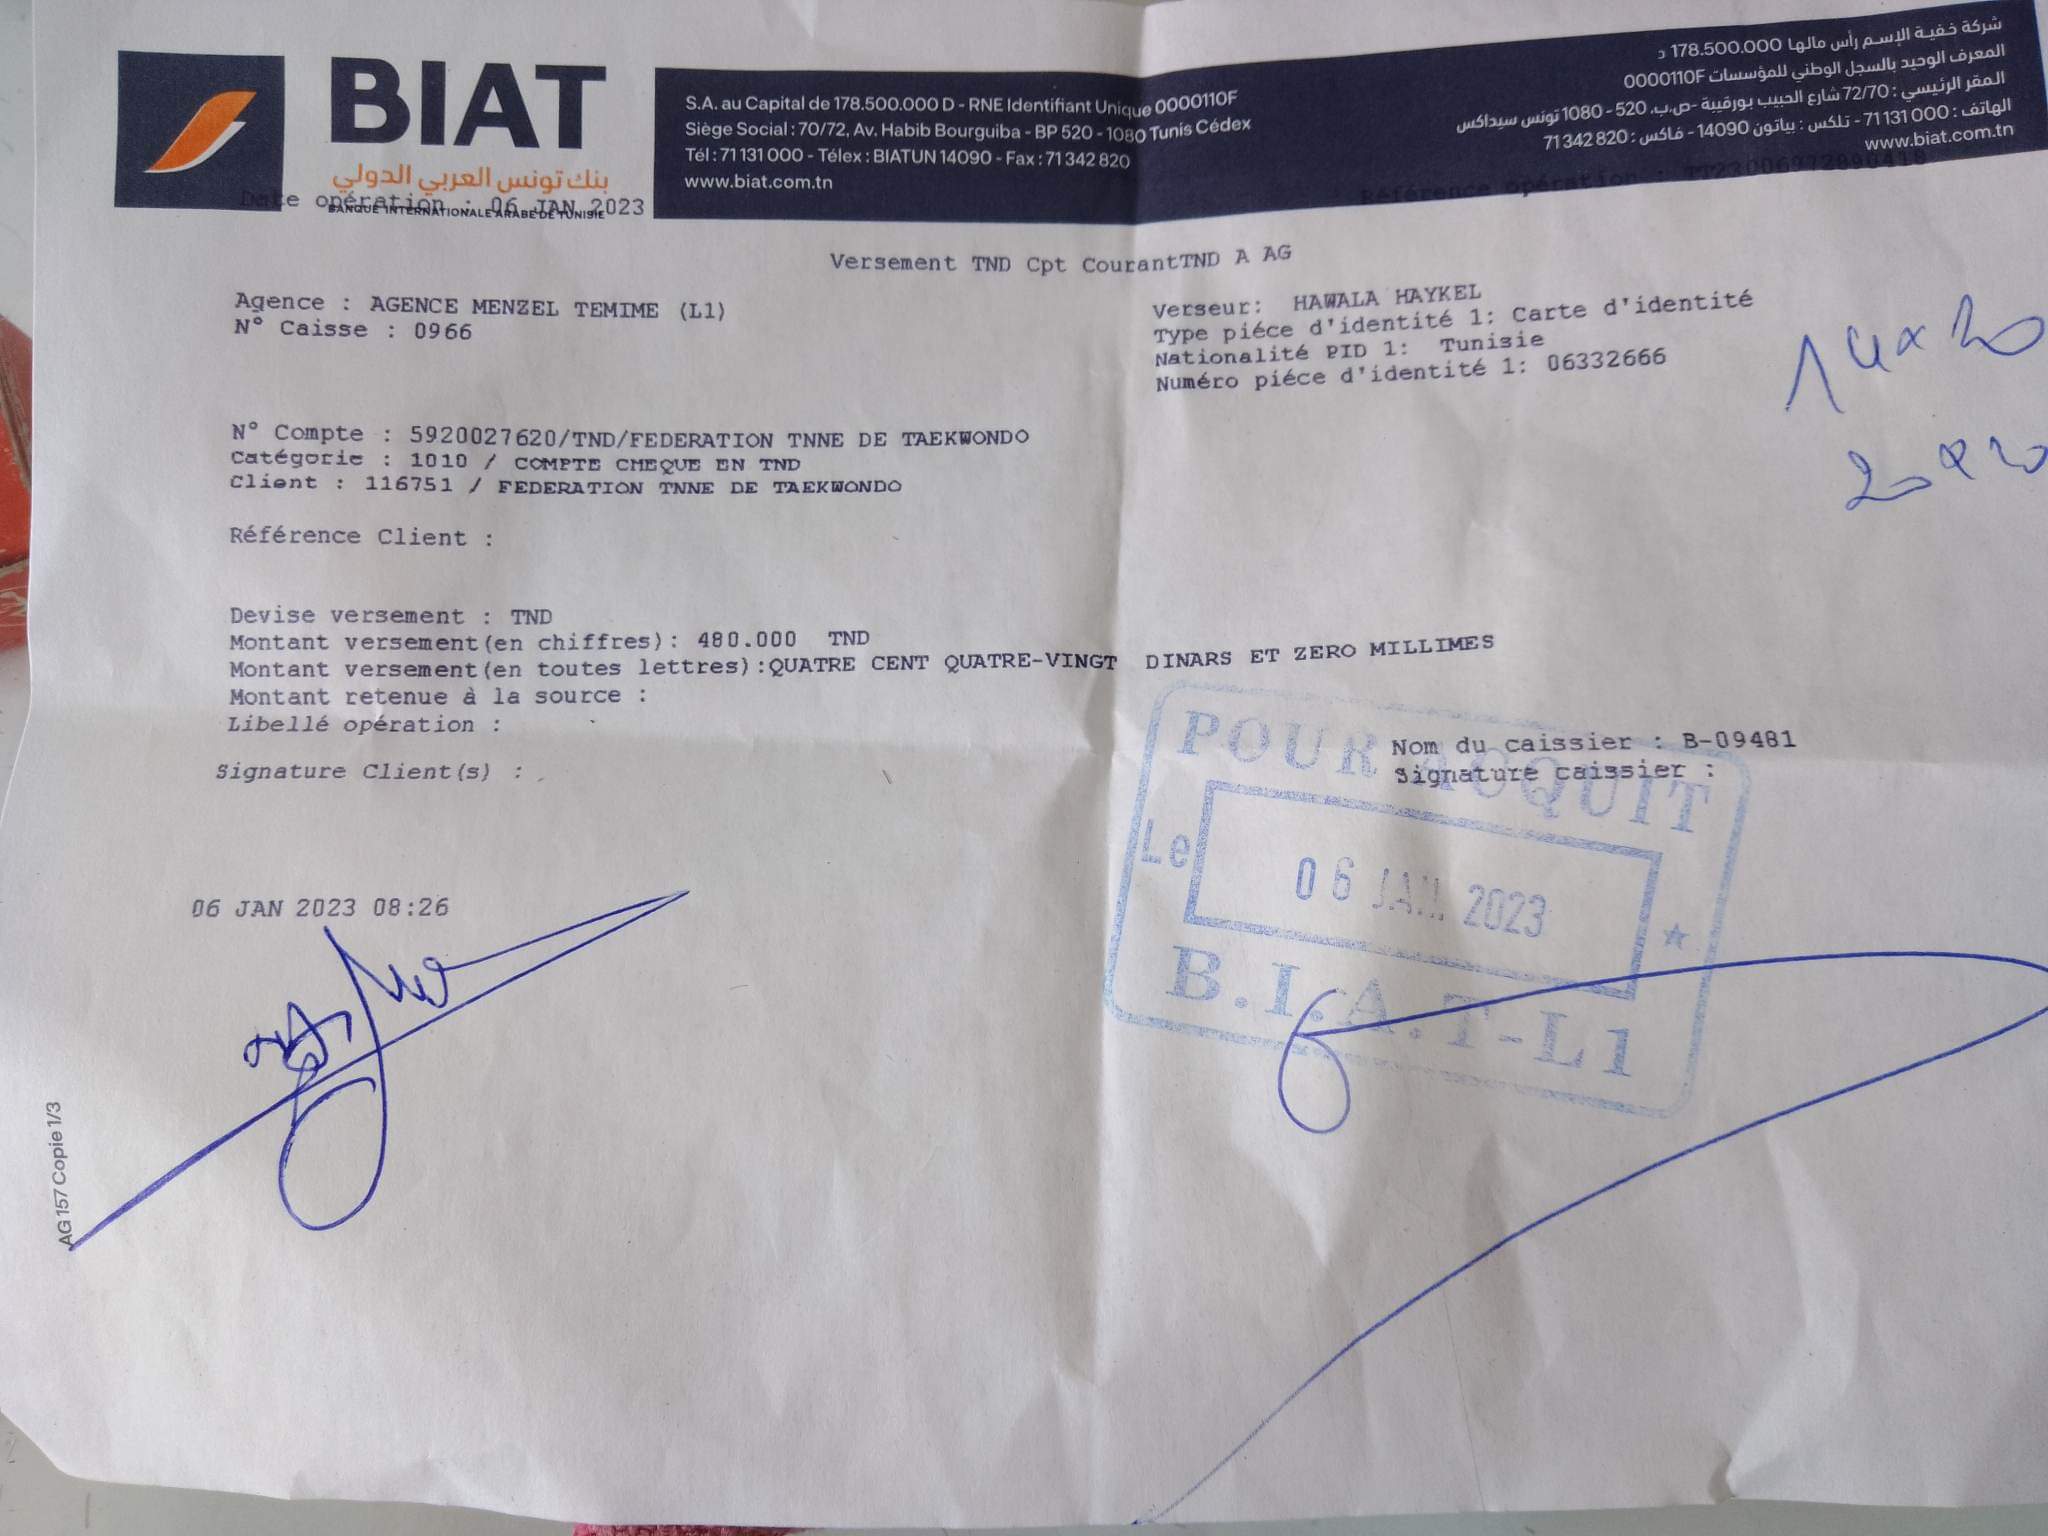 BIAT
بنك تونس العربي الدولي
BANQUE INTERNATIONALE ARABE DE TUNISIE
S.A. au Capital de 178.500.000 D - RNE Identifiant Unique 0000110F
Siège Social : 70/72, Av. Habib Bourguiba - BP 520 - 1080 Tunis Cédex
Tél : 71 131 000 - Télex : BIATUN 14090 - Fax : 71 342 820
www.biat.com.tn
شركة خفية الإسم رأس مالها 178.500.000 د
المعرف الوحيد بالسجل الوطني للمؤسسات 0000110F
المقر الرئيسي : 72/70 شارع الحبيب بورقيبة -ص.ب. 520 - 1080 تونس سيداكس
الهاتف : 000 131 71 - تلكس : بياتون 14090 - فاكس : 820 342 71
www.biat.com.tn
Date opération : 06 JAN 2023
Référence opération :
Versement TND Cpt CourantTND A AG
Agence : AGENCE MENZEL TEMIME (L1)
N° Caisse : 0966
Verseur: HAWALA HAYKEL
Type piéce d'identité 1: Carte d'identité
Nationalité PID 1: Tunisie
Numéro piéce d'identité 1: 06332666
14 x 20
20 x 20
N° Compte : 5920027620/TND/FEDERATION TNNE DE TAEKWONDO
Catégorie : 1010 / COMPTE CHEQUE EN TND
Client : 116751 / FEDERATION TNNE DE TAEKWONDO
Référence Client :
Devise versement : TND
Montant versement(en chiffres): 480.000 TND
Montant versement(en toutes lettres):QUATRE CENT QUATRE-VINGT DINARS ET ZERO MILLIMES
Montant retenue à la source :
Libellé opération :
Nom du caissier : B-09481
Signature caissier :
Signature Client(s) :
POUR ACQUIT
Le 06 JAN. 2023
B.I.A.T-L1
06 JAN 2023 08:26
AG 157 Copie 1/3